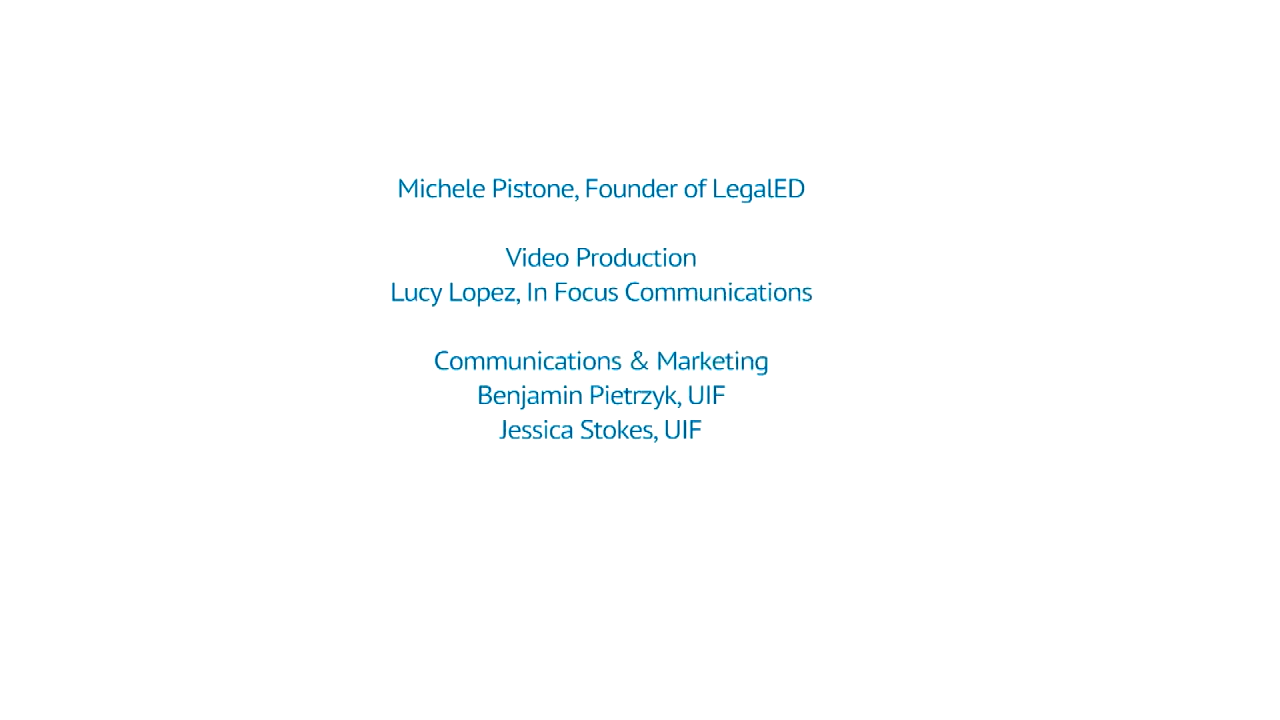 Michele Pistone, Founder of LegalED
Video Production
Lucy Lopez, In Focus Communications
Communications & Marketing
Benjamin Pietrzyk, UIF
Jessica Stokes, UIF